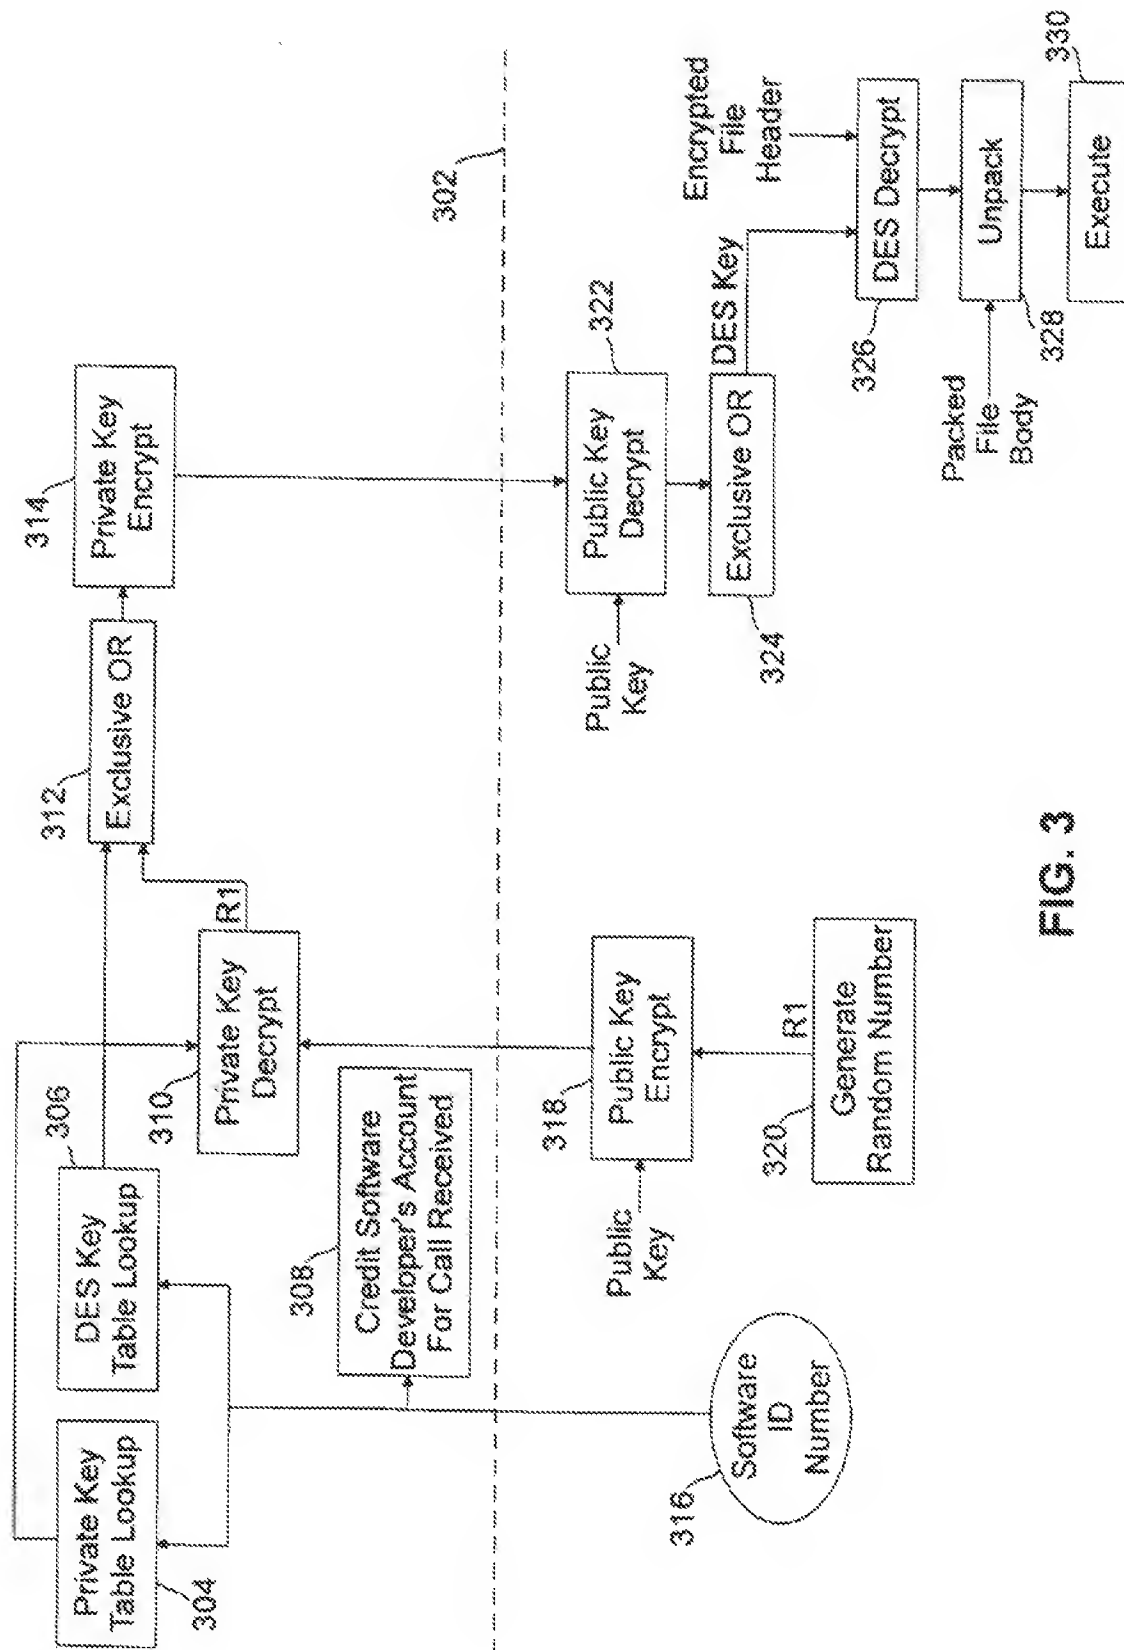 Private Key
Table Lookup
304
DES Key
Table Lookup
306
Private Key
Decrypt
310
R1
Exclusive OR
312
Private Key
Encrypt
314
Credit Software
Developer's Account
For Call Received
308
302
Software
ID
Number
316
Public
Key
Public Key
Encrypt
318
R1
Generate
Random Number
320
Public
Key
Public Key
Decrypt
322
Exclusive OR
324
DES Key
Encrypted
File
Header
DES Decrypt
326
Packed
File
Body
Unpack
328
Execute
330
FIG. 3